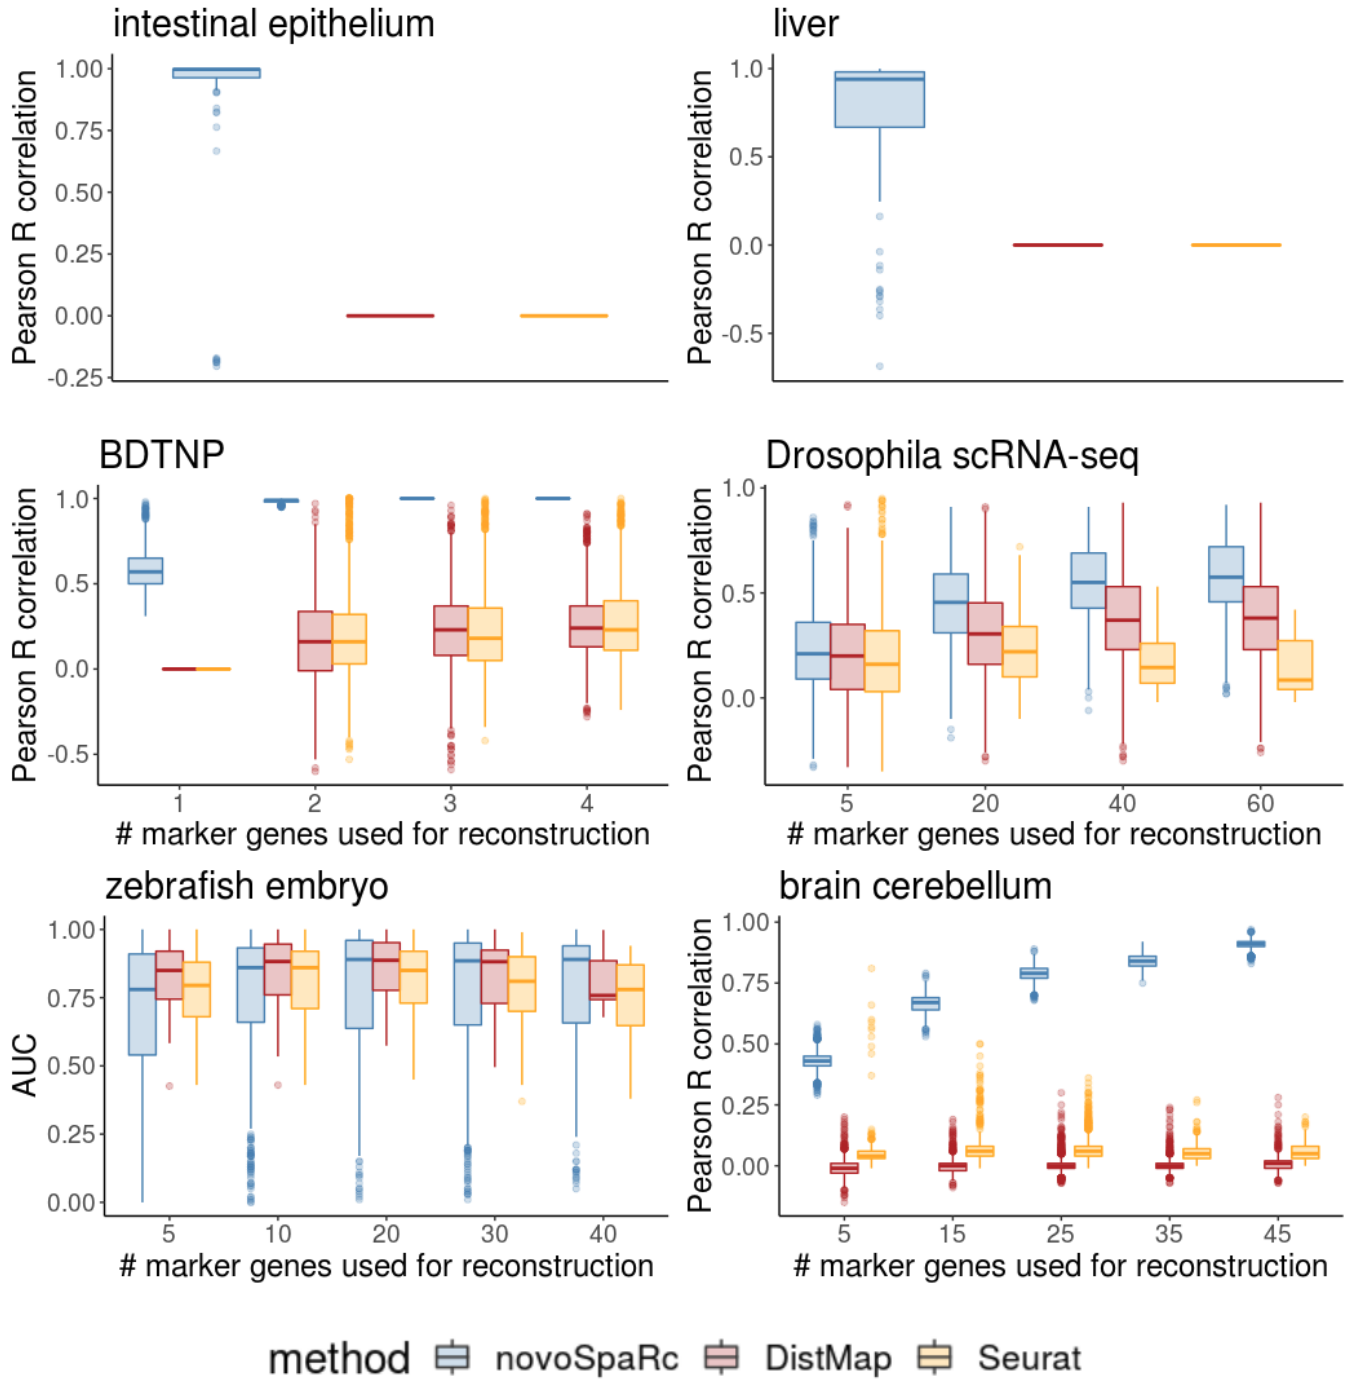 intestinal epithelium
Pearson R correlation
1.00
0.75
0.50
0.25
0.00
-0.25
liver
Pearson R correlation
1.0
0.5
0.0
-0.5
BDTNP
Pearson R correlation
1.0
0.5
0.0
-0.5
1 2 3 4
# marker genes used for reconstruction
Drosophila scRNA-seq
Pearson R correlation
1.0
0.5
0.0
5 20 40 60
# marker genes used for reconstruction
zebrafish embryo
AUC
1.00
0.75
0.50
0.25
0.00
5 10 20 30 40
# marker genes used for reconstruction
brain cerebellum
Pearson R correlation
1.00
0.75
0.50
0.25
0.00
5 15 25 35 45
# marker genes used for reconstruction
method novoSpaRc DistMap Seurat